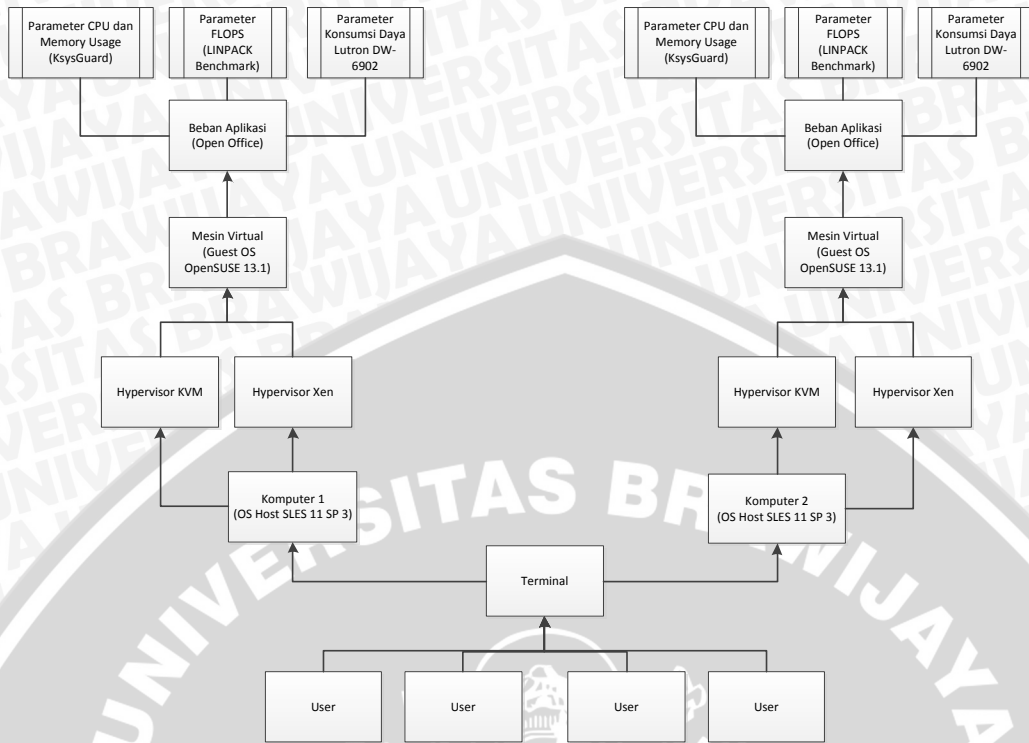 Parameter CPU dan
Memory Usage
(KsysGuard)
Parameter
FLOPS
(LINPACK
Benchmark)
Parameter
Konsumsi Daya
Lutron DW-
6902
Parameter CPU dan
Memory Usage
(KsysGuard)
Parameter
FLOPS
(LINPACK
Benchmark)
Parameter
Konsumsi Daya
Lutron DW-
6902
Beban Aplikasi
(Open Office)
Beban Aplikasi
(Open Office)
Mesin Virtual
(Guest OS
OpenSUSE 13.1)
Mesin Virtual
(Guest OS
OpenSUSE 13.1)
Hypervisor KVM
Hypervisor Xen
Hypervisor KVM
Hypervisor Xen
Komputer 1
(OS Host SLES 11 SP 3)
Komputer 2
(OS Host SLES 11 SP 3)
Terminal
User
User
User
User
UNIVERSITAS BRAWIJAYA